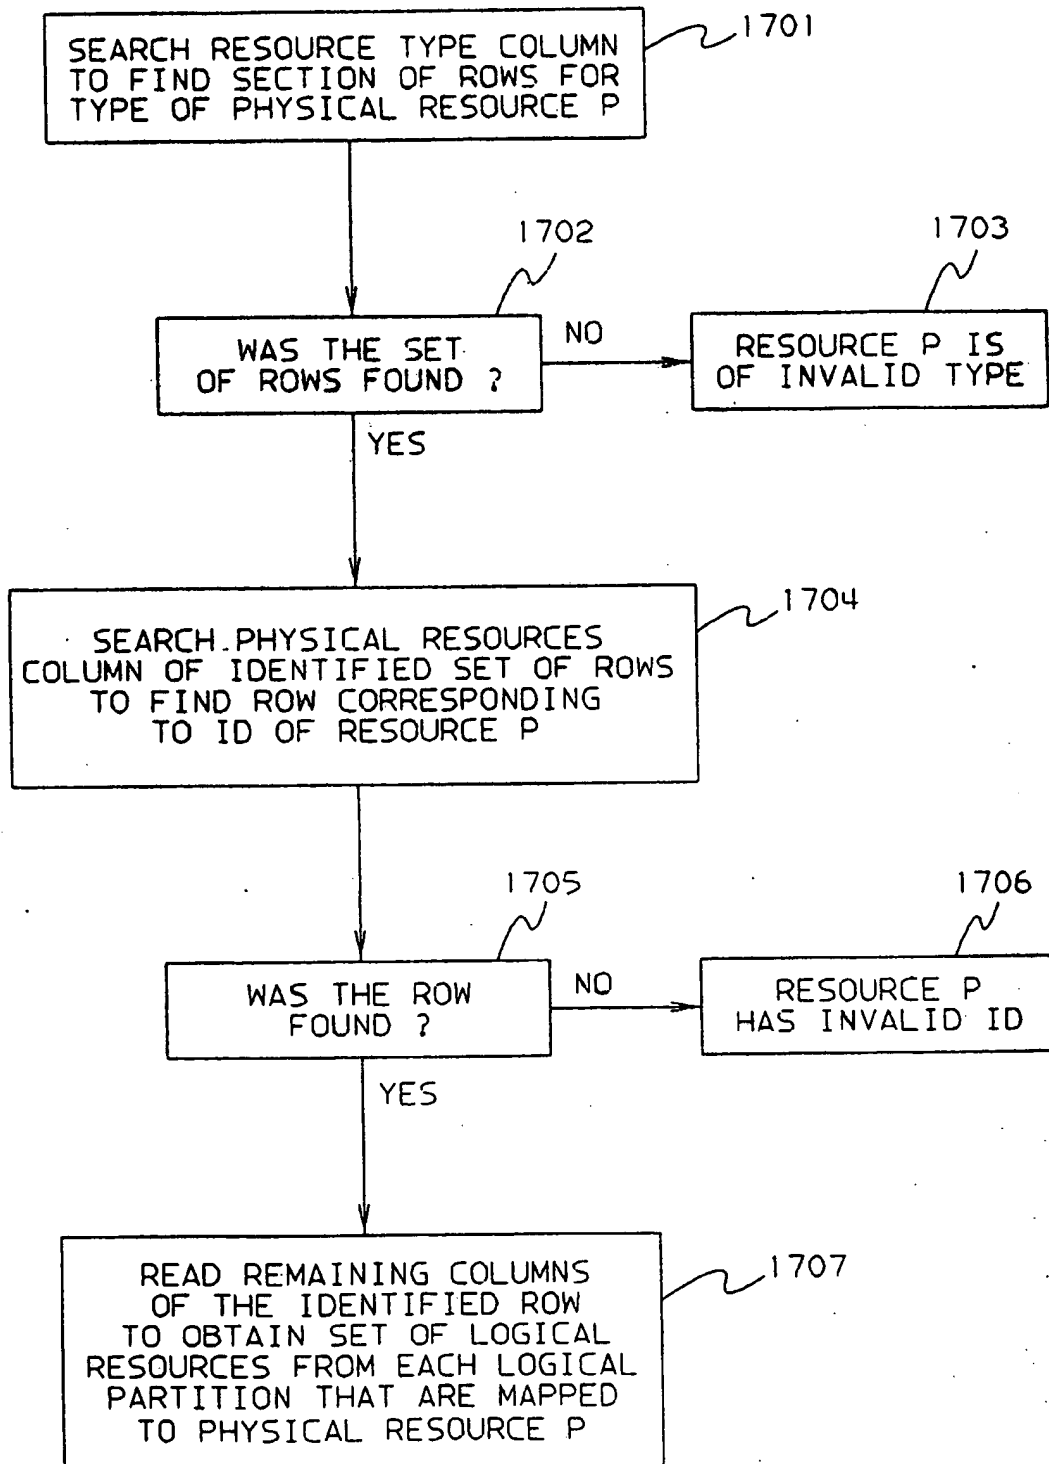 1701
SEARCH RESOURCE TYPE COLUMN
TO FIND SECTION OF ROWS FOR
TYPE OF PHYSICAL RESOURCE P
1702
1703
WAS THE SET
OF ROWS FOUND ?
NO
RESOURCE P IS
OF INVALID TYPE
YES
1704
SEARCH PHYSICAL RESOURCES
COLUMN OF IDENTIFIED SET OF ROWS
TO FIND ROW CORRESPONDING
TO ID OF RESOURCE P
1705
1706
WAS THE ROW
FOUND ?
NO
RESOURCE P
HAS INVALID ID
YES
1707
READ REMAINING COLUMNS
OF THE IDENTIFIED ROW
TO OBTAIN SET OF LOGICAL
RESOURCES FROM EACH LOGICAL
PARTITION THAT ARE MAPPED
TO PHYSICAL RESOURCE P